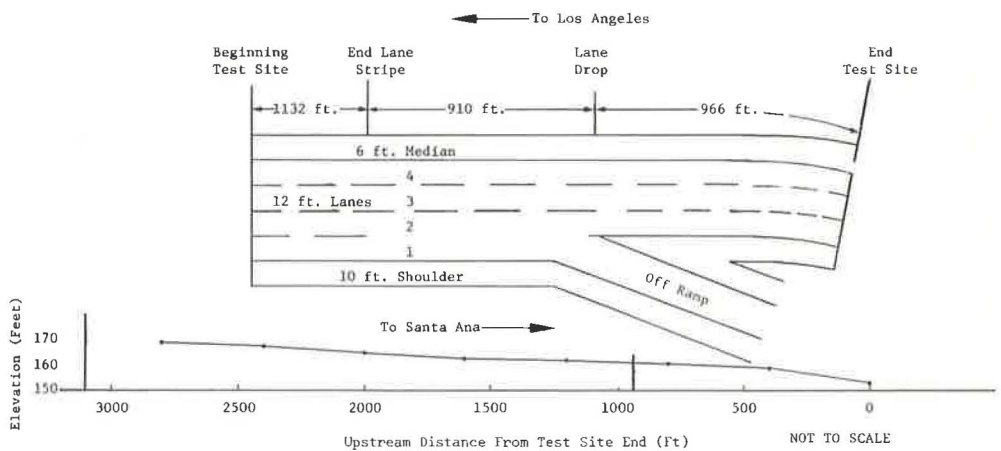 To Los Angeles
Beginning
Test Site
End Lane
Stripe
Lane
Drop
End
Test Site
1132 ft.
910 ft.
966 ft.
6 ft. Median
4
12 ft. Lanes
3
2
1
10 ft. Shoulder
Off Ramp
To Santa Ana
Elevation (Feet)
170
160
150
3000
2500
2000
1500
1000
500
0
Upstream Distance From Test Site End (Ft)
NOT TO SCALE